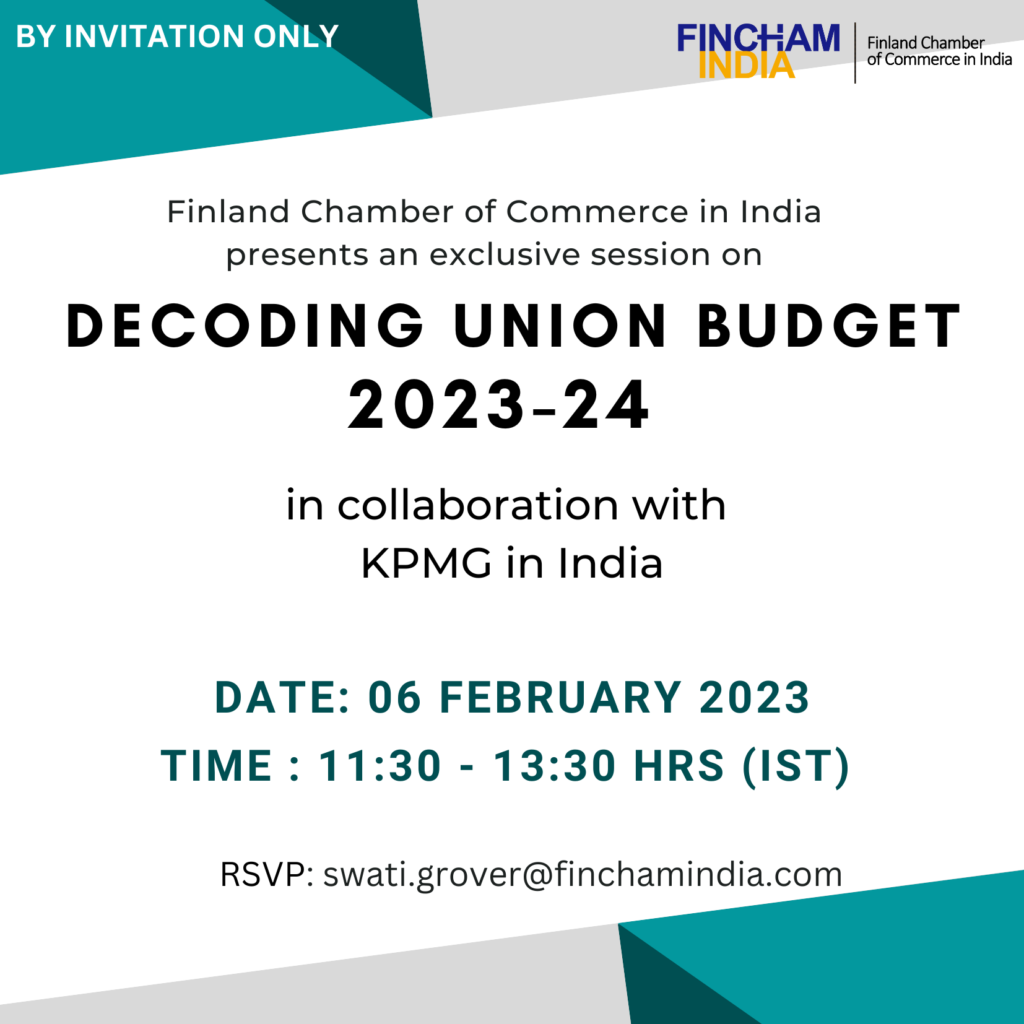 BY INVITATION ONLY
FINCHAM
INDIA
Finland Chamber
of Commerce in India
Finland Chamber of Commerce in India
presents an exclusive session on
DECODING UNION BUDGET
2023-24
in collaboration with
KPMG in India
DATE: 06 FEBRUARY 2023
TIME : 11:30 - 13:30 HRS (IST)
RSVP: swati.grover@finchamindia.com